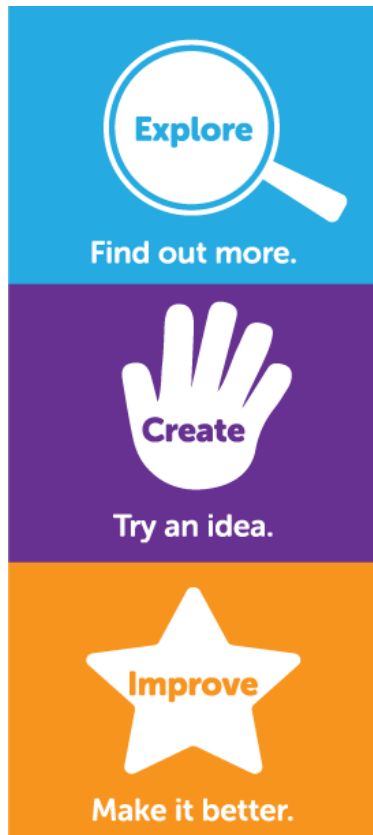 Explore
Find out more.
Create
Try an idea.
Improve
Make it better.